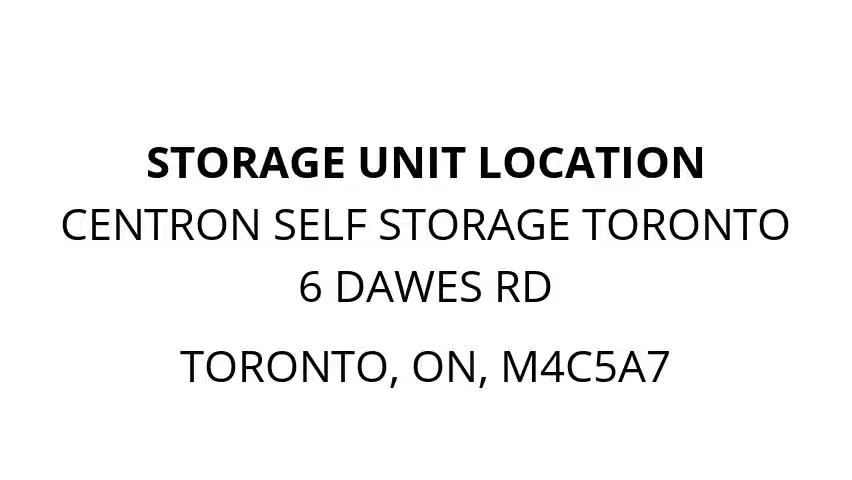 STORAGE UNIT LOCATION
CENTRON SELF STORAGE TORONTO
6 DAWES RD
TORONTO, ON, M4C5A7